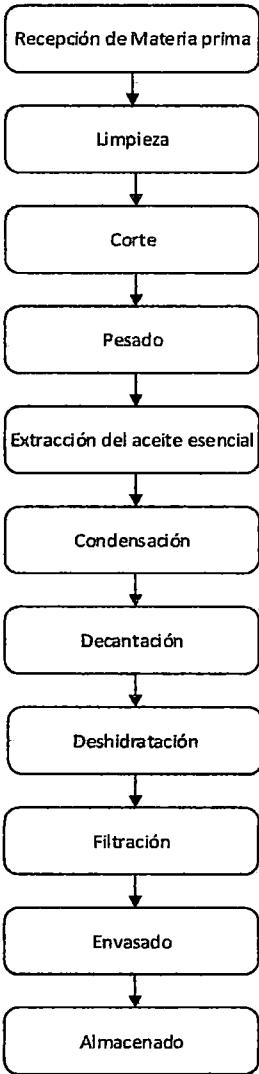 Recepción de Materia prima
Limpieza
Corte
Pesado
Extracción del aceite esencial
Condensación
Decantación
Deshidratación
Filtración
Envasado
Almacenado